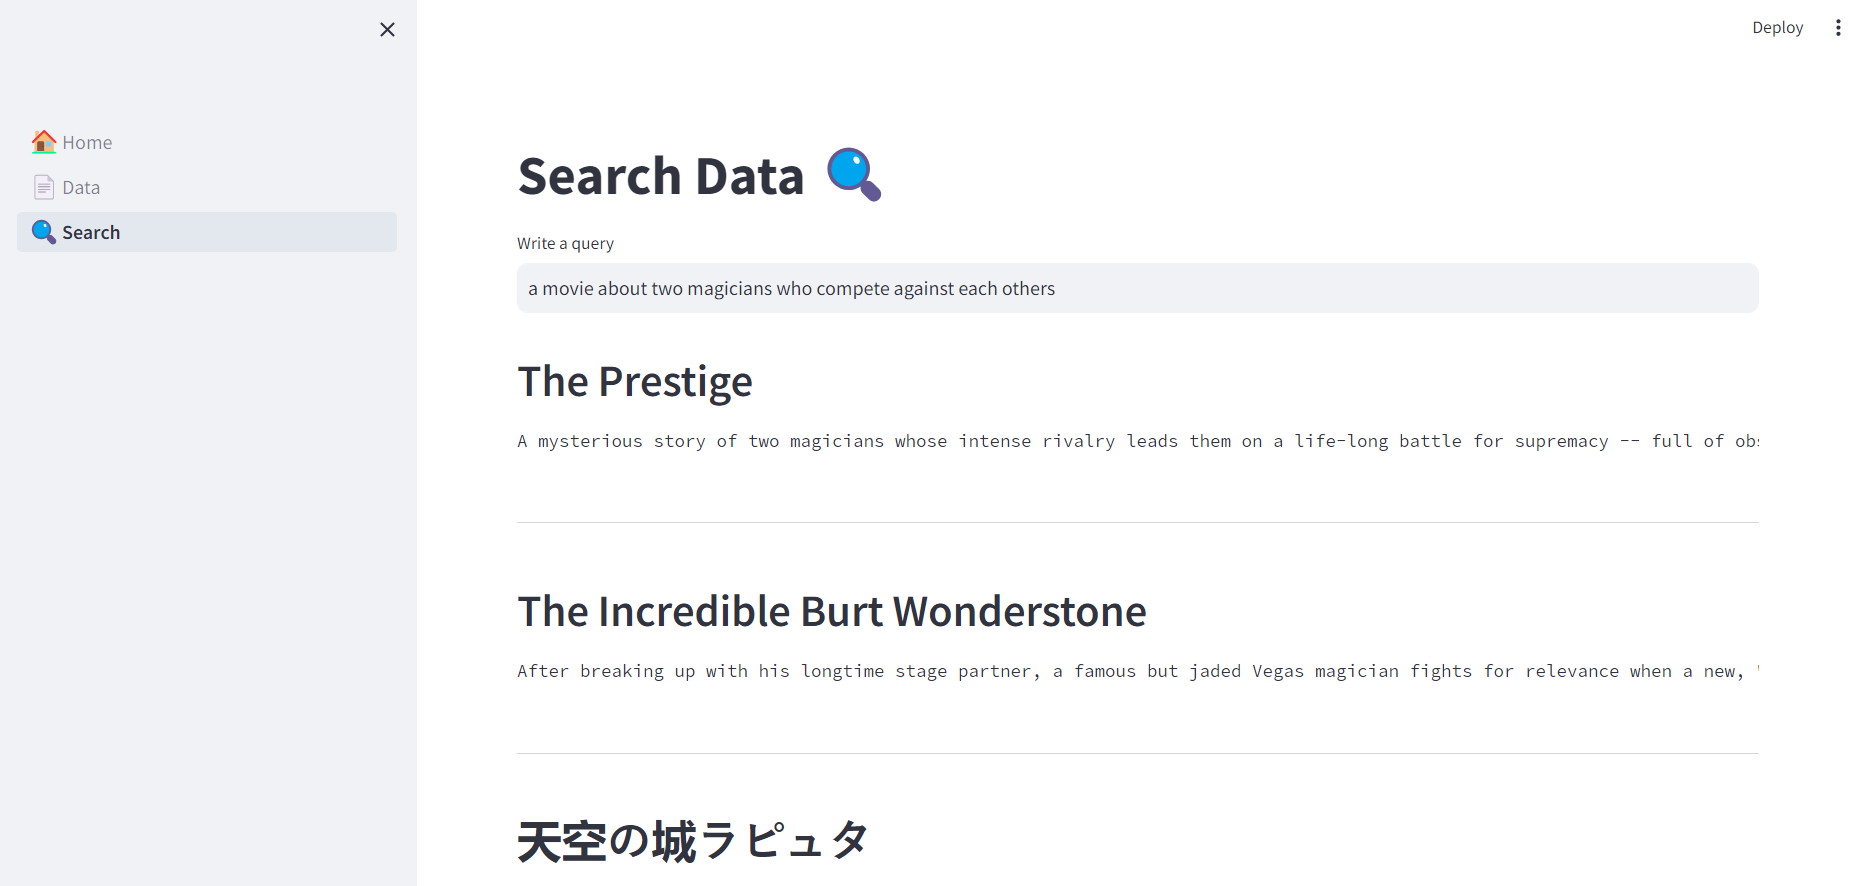 Deploy
Home
Data
Search
Search Data
Write a query
a movie about two magicians who compete against each others
The Prestige
A mysterious story of two magicians whose intense rivalry leads them on a life-long battle for supremacy -- full of
The Incredible Burt Wonderstone
After breaking up with his longtime stage partner, a famous but jaded Vegas magician fights for relevance when a new,
天空の城ラピュタ